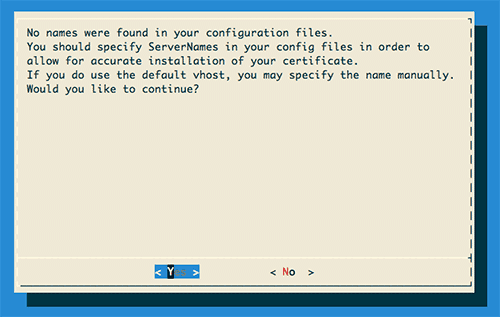 No names were found in your configuration files.
You should specify ServerNames in your config files in order to
allow for accurate installation of your certificate.
If you do use the default vhost, you may specify the name manually.
Would you like to continue?
< Yes > < No >